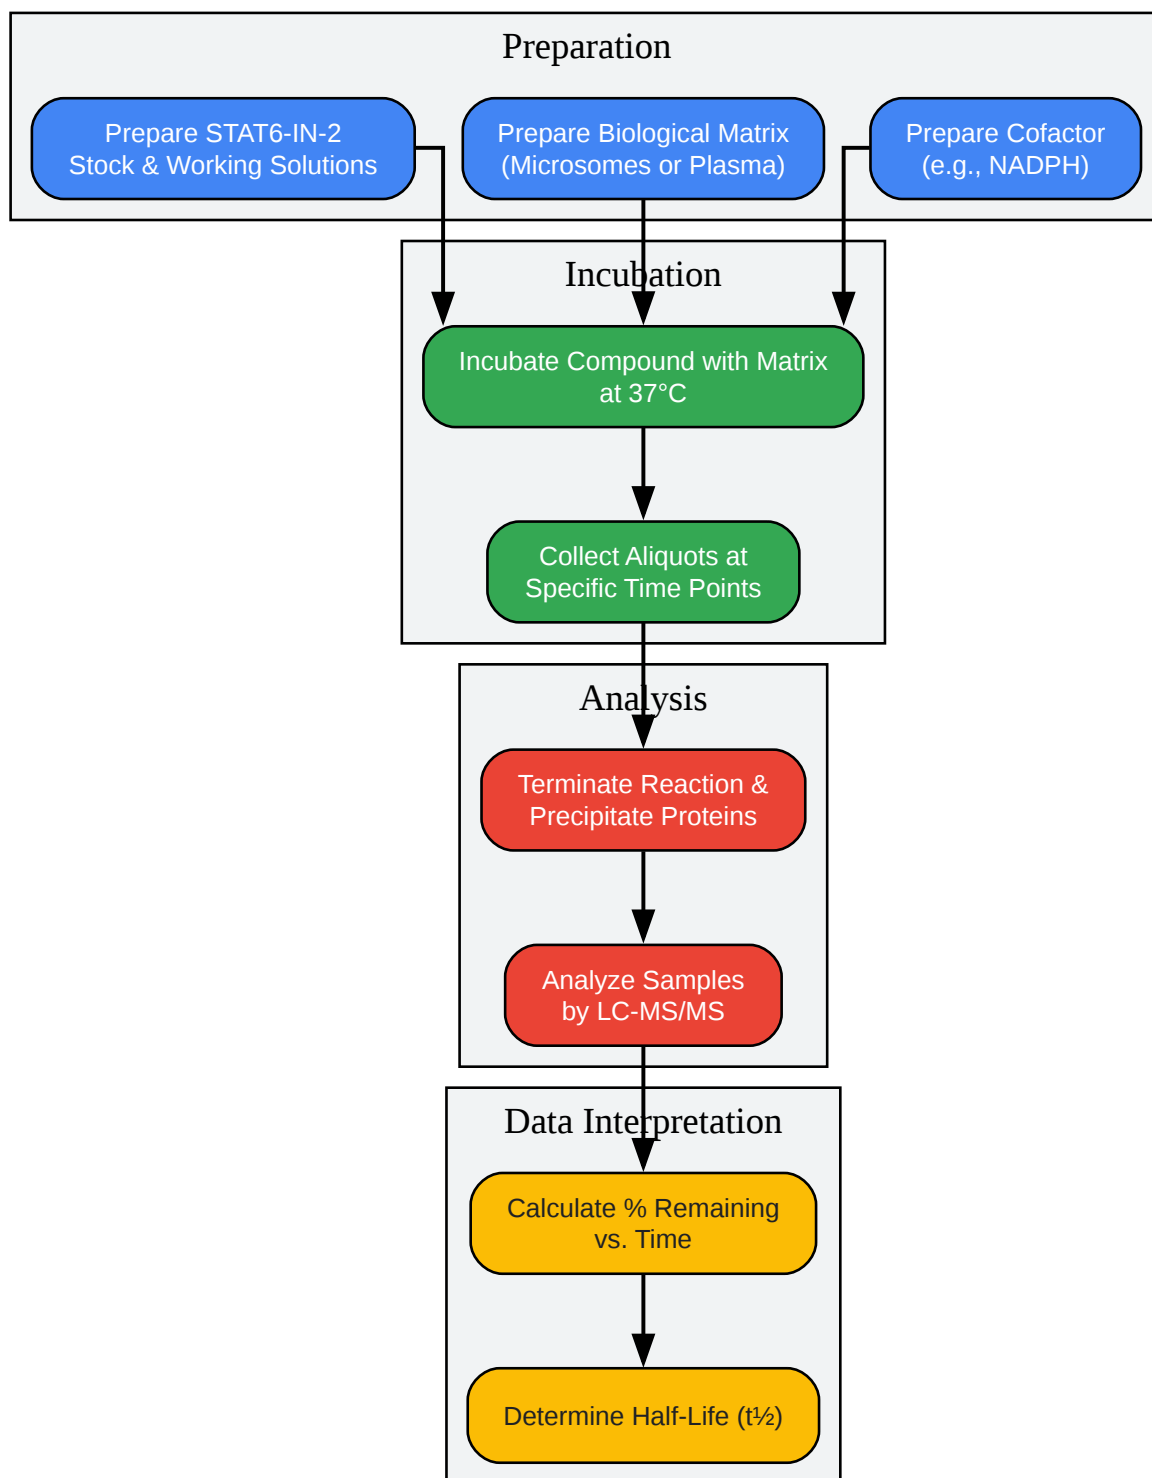 Preparation
Prepare STAT6-IN-2
Stock & Working Solutions
Prepare Biological Matrix
(Microsomes or Plasma)
Prepare Cofactor
(e.g., NADPH)
Incubation
Incubate Compound with Matrix
at 37°C
Collect Aliquots at
Specific Time Points
Analysis
Terminate Reaction &
Precipitate Proteins
Analyze Samples
by LC-MS/MS
Data Interpretation
Calculate % Remaining
vs. Time
Determine Half-Life (t½)